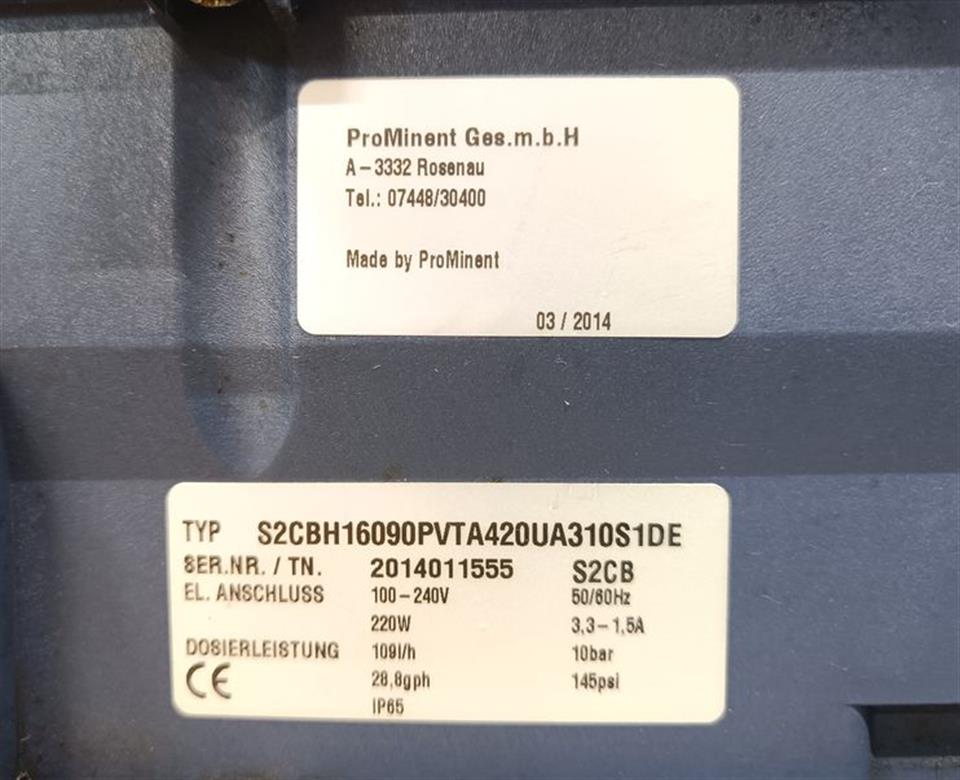 ProMinent Ges.m.b.H
A-3332 Rosenau
Tel.: 07448/30400
Made by ProMinent
03 / 2014
TYP S2CBH16090PVTA420UA310S1DE
SER.NR. / TN. 2014011555 S2CB
EL. ANSCHLUSS 100-240V 50/60Hz
220W 3,3-1,5A
DOSIERLEISTUNG 109l/h 10bar
CE 28,8gph 145psi
IP65